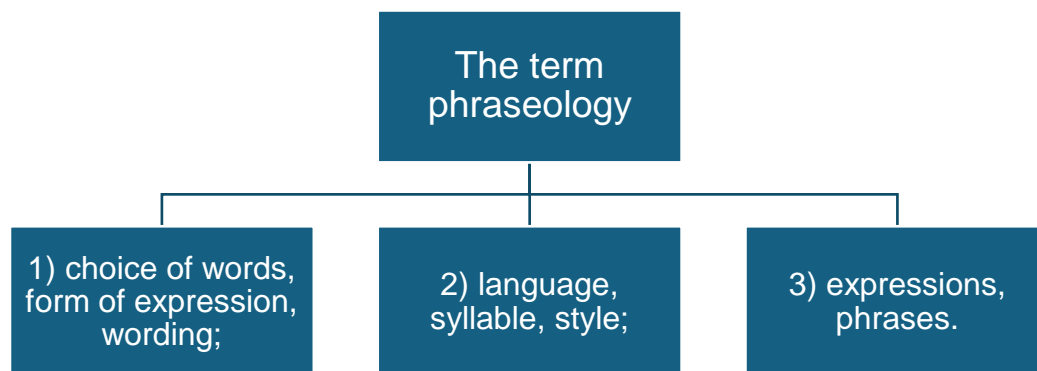 The term
phraseology
1) choice of words,
form of expression,
wording;
2) language,
syllable, style;
3) expressions,
phrases.